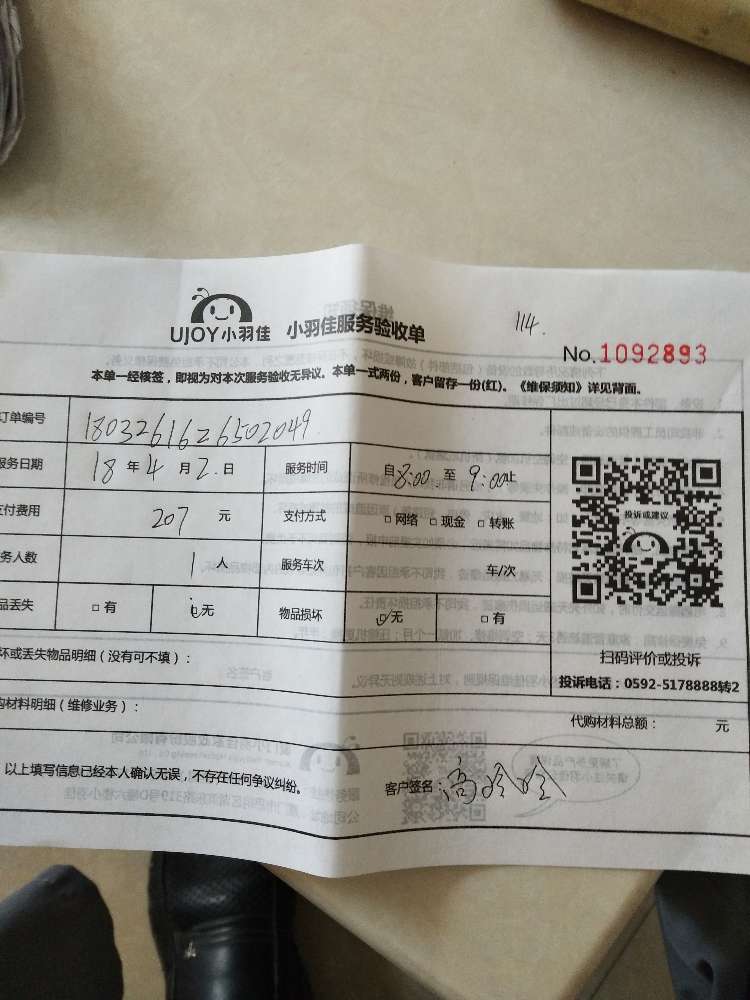 114.
UJOY小羽佳 小羽佳服务验收单
No.1092893
本单一经核签，即视为对本次服务验收无异议。本单一式两份，客户留存一份(红)。《维保须知》详见背面。
订单编号 1803261626502049
服务日期 18 年 4 月 2 日 服务时间 自 8:00 至 9:00止
支付费用 207 元 支付方式 □网络 □现金 □转账
务人数 1 人 服务车次 车/次
品丢失 □有 ☑无 物品损坏 ☑无 □有
投诉或建议
扫码评价或投诉
投诉电话：0592-5178888转2
坏或丢失物品明细（没有可不填）：
购材料明细（维修业务）： 代购材料总额： 元
以上填写信息已经本人确认无误，不存在任何争议纠纷。 客户签名：